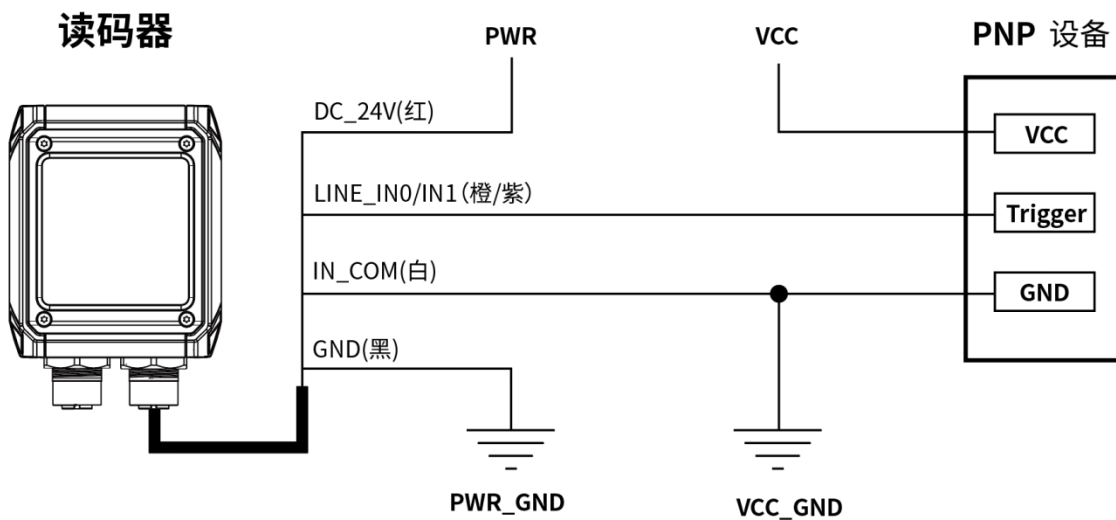 读码器
PWR
VCC
PNP 设备
DC_24V(红)
VCC
LINE_IN0/IN1(橙/紫)
Trigger
IN_COM(白)
GND
GND(黑)
PWR_GND
VCC_GND